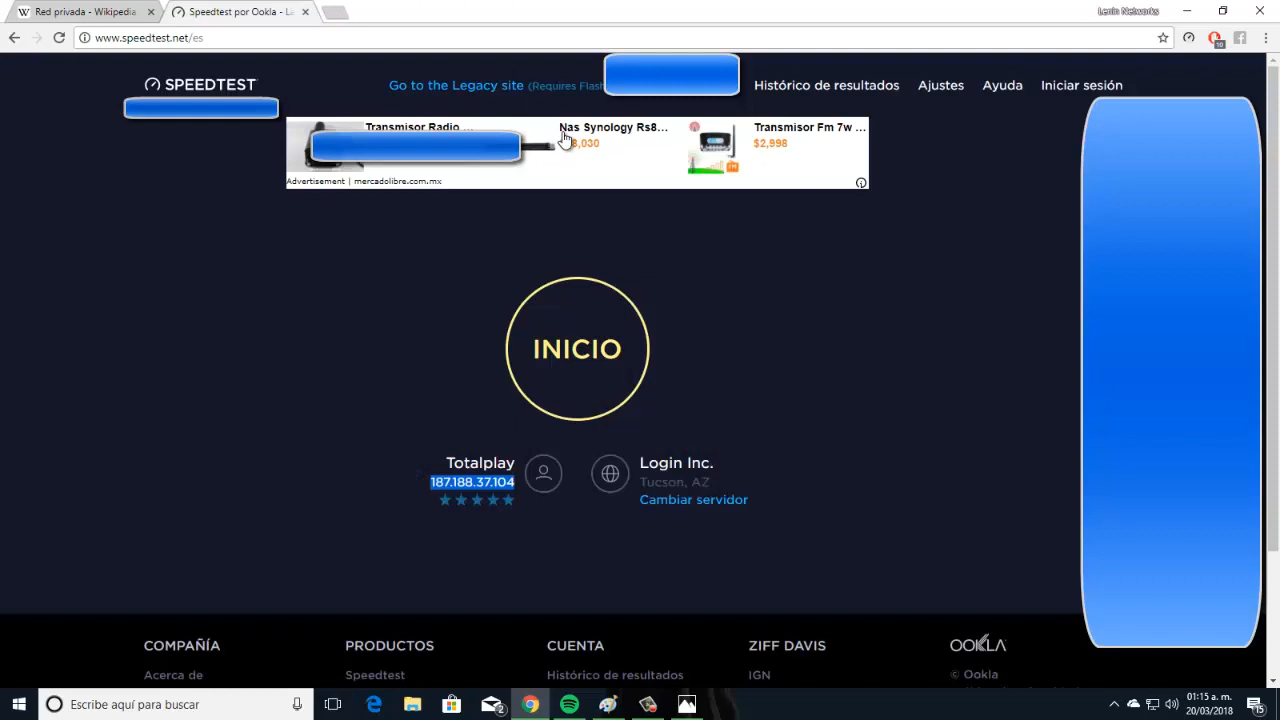 Red privada - Wikipedia
Speedtest por Ookla - La
Lenin Networks
www.speedtest.net/es
10
SPEEDTEST
Go to the Legacy site (Requires Flash
Histórico de resultados
Ajustes
Ayuda
Iniciar sesión
Transmisor Radio ...
Nas Synology Rs8...
,030
Transmisor Fm 7w ...
$2,998
Advertisement | mercadolibre.com.mx
INICIO
Totalplay
187.188.37.104
Login Inc.
Tucson, AZ
Cambiar servidor
COMPAÑÍA
PRODUCTOS
CUENTA
ZIFF DAVIS
OOKLA
Acerca de
Speedtest
Histórico de resultados
IGN
© Ookla
Escribe aquí para buscar
2
01:15 a. m.
20/03/2018
15